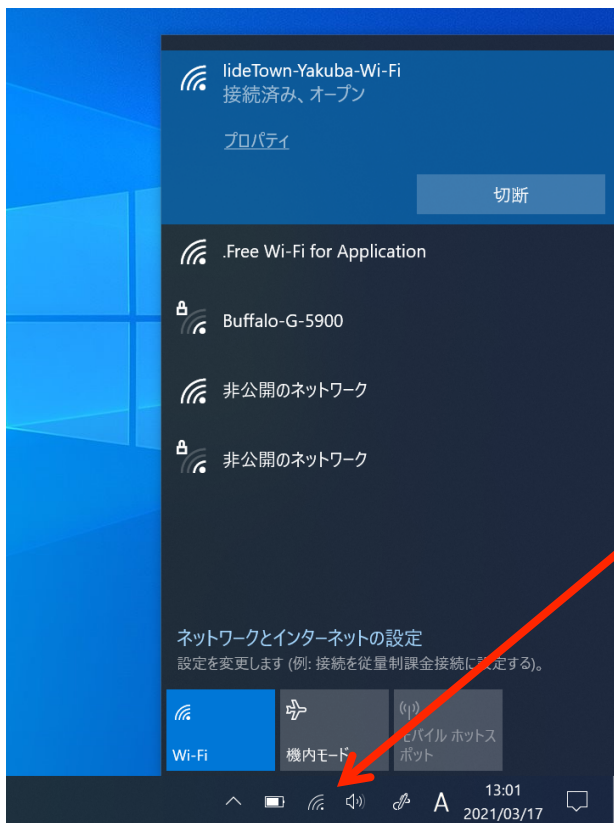 IideTown-Yakuba-Wi-Fi
接続済み、オープン
プロパティ
切断
.Free Wi-Fi for Application
Buffalo-G-5900
非公開のネットワーク
非公開のネットワーク
ネットワークとインターネットの設定
設定を変更します (例: 接続を従量制課金接続に設定する)。
Wi-Fi
機内モード
モバイル ホットス
ポット
A
13:01
2021/03/17